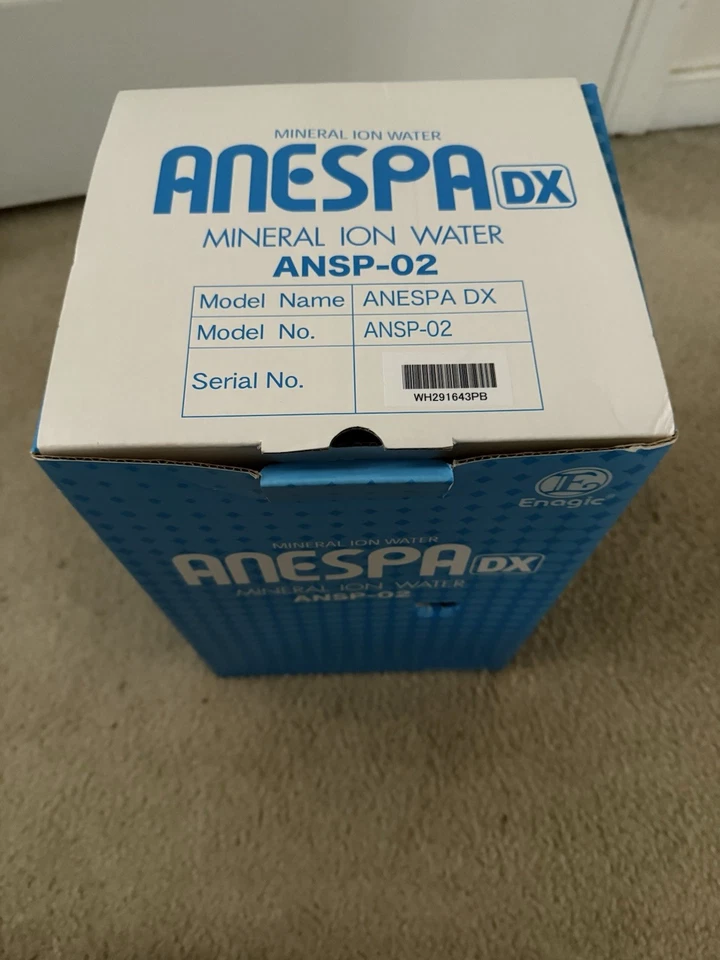 MINERAL ION WATER
ANESPA DX
MINERAL ION WATER
ANSP-02
Model Name ANESPA DX
Model No. ANSP-02
Serial No.
WH291643PB
E
Enagic®
MINERAL ION WATER
ANESPA DX
MINERAL ION WATER
ANSP-02